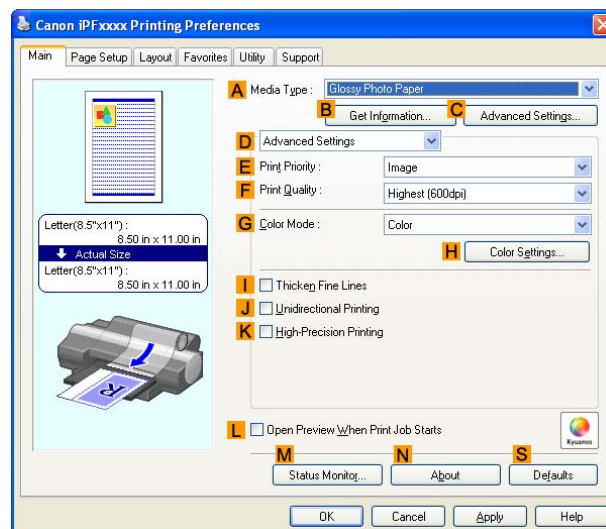 Canon iPFxxxx Printing Preferences
Main Page Setup Layout Favorites Utility Support
A Media Type : Glossy Photo Paper
B Get Information... C Advanced Settings...
D Advanced Settings
E Print Priority : Image
F Print Quality : Highest (600dpi)
Letter(8.5"x11") :
8.50 in x 11.00 in
Actual Size
Letter(8.5"x11") :
8.50 in x 11.00 in
G Color Mode : Color
H Color Settings...
I Thicken Fine Lines
J Unidirectional Printing
K High-Precision Printing
R
L Open Preview When Print Job Starts
Kyuanos
M Status Monitor... N About S Defaults
OK Cancel Apply Help